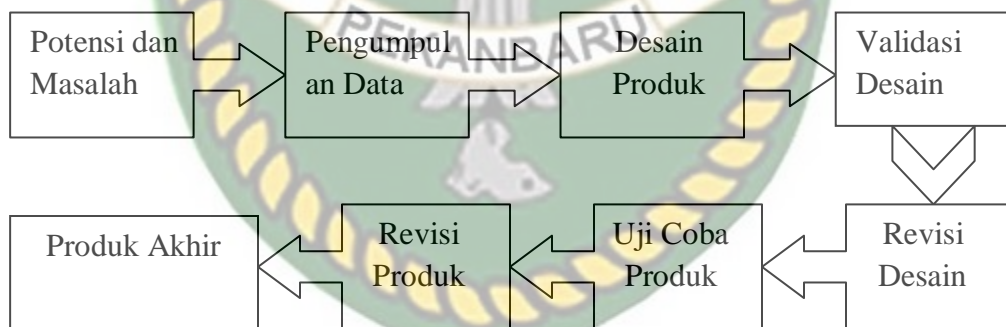 Potensi dan
Masalah
Pengumpul
an Data
Desain
Produk
Validasi
Desain
PEKANBARU
Revisi
Desain
Uji Coba
Produk
Revisi
Produk
Produk Akhir